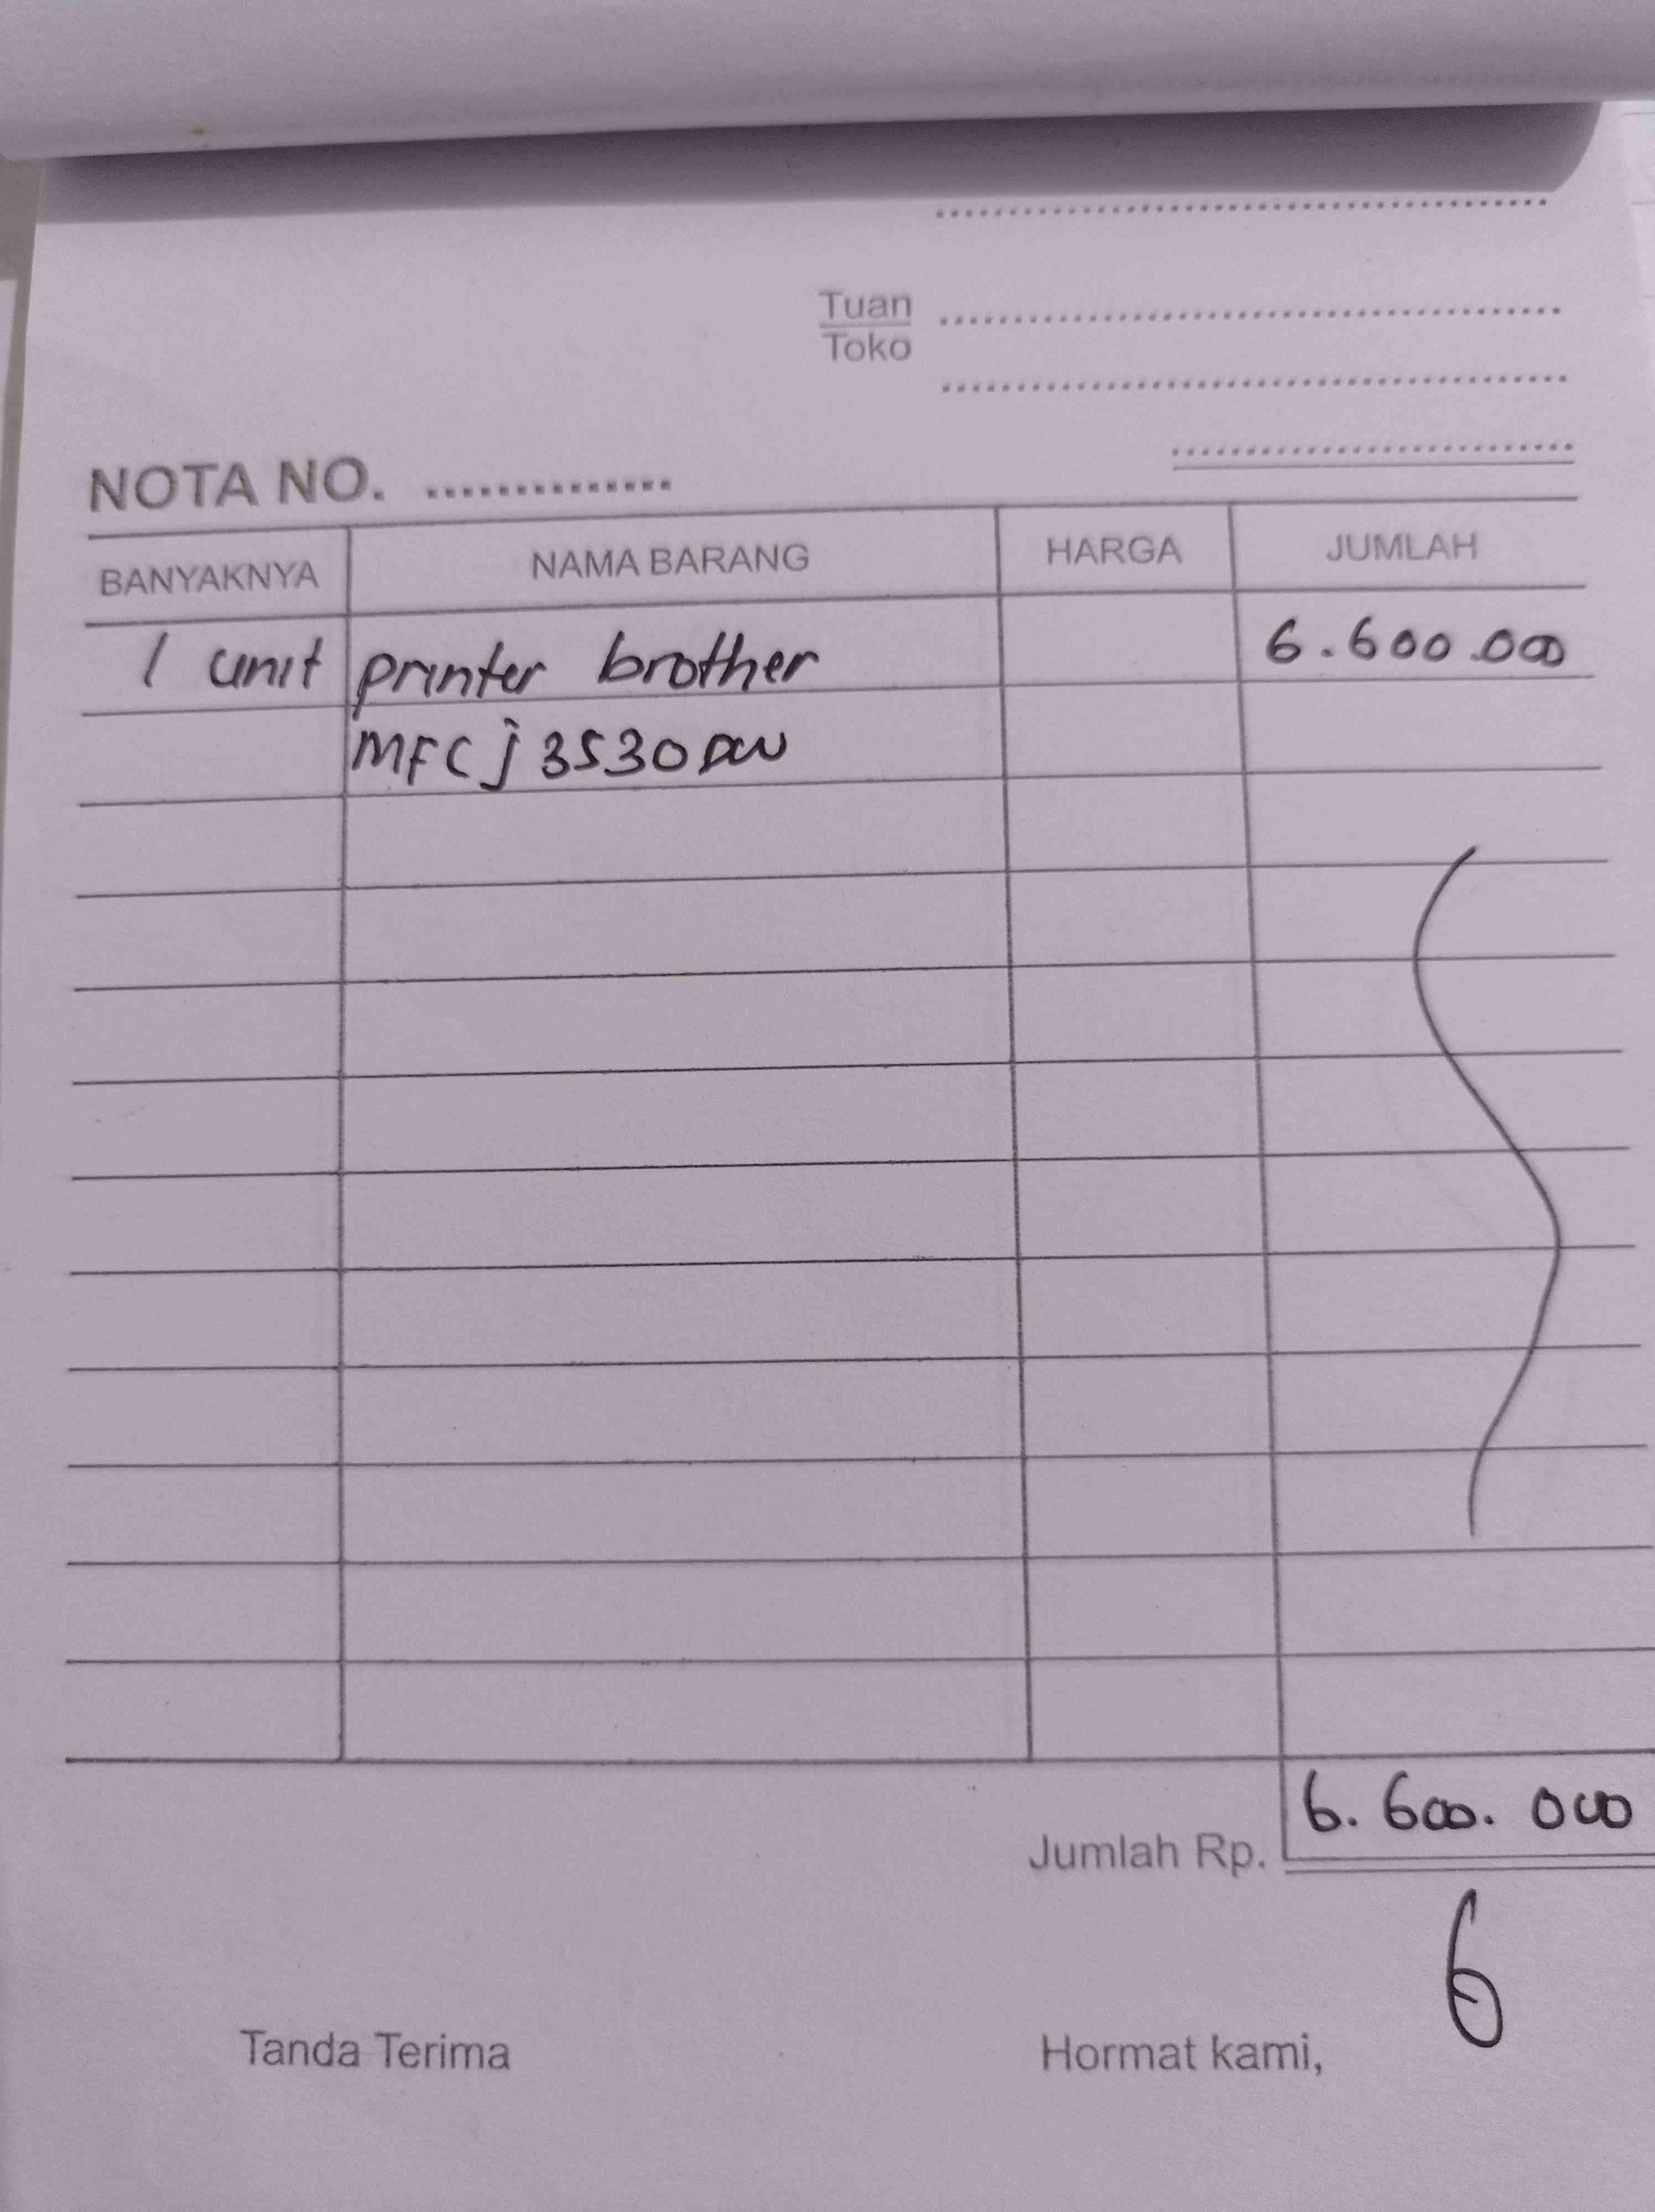 Tuan
Toko
NOTA NO. ..............
BANYAKNYA NAMA BARANG HARGA JUMLAH
1 unit printer brother 6.600.000
MFC j 3530 DW
Jumlah Rp. 6.600.000
Tanda Terima Hormat kami,